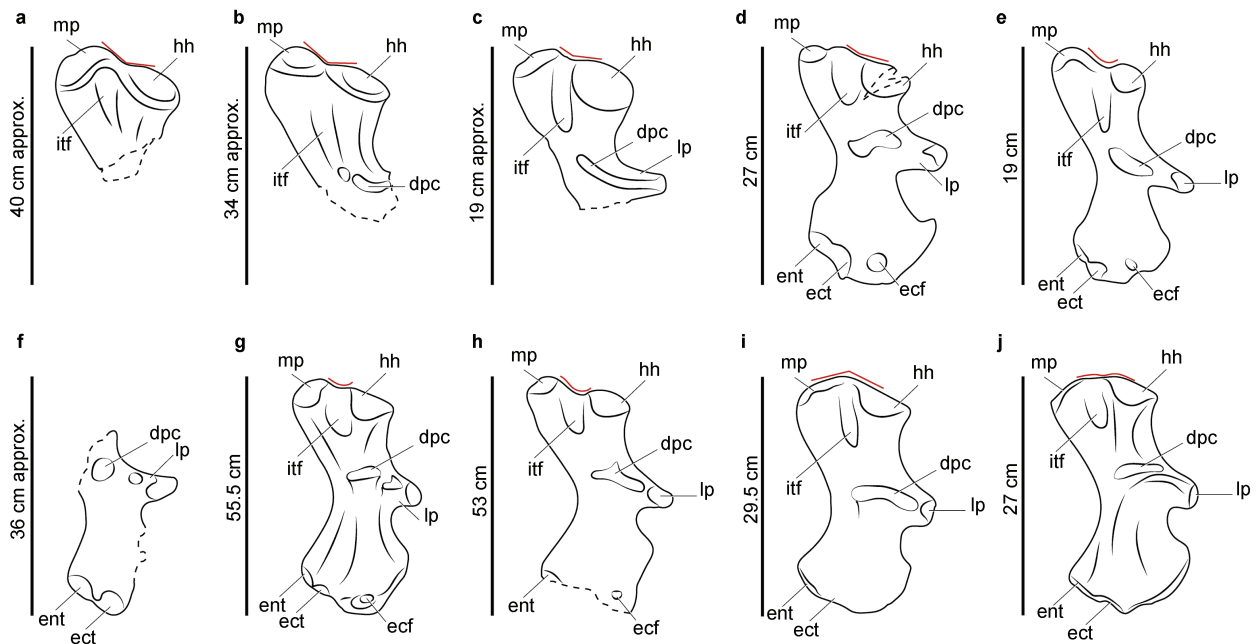 a
mp
hh
itf
40 cm approx.
b
mp
hh
itf
dpc
34 cm approx.
c
mp
hh
dpc
lp
itf
19 cm approx.
d
mp
hh
itf
dpc
lp
ent
ect
ecf
27 cm
e
mp
hh
itf
dpc
lp
ent
ect
ecf
19 cm
f
dpc
lp
ent
ect
36 cm approx.
g
mp
hh
itf
dpc
lp
ent
ect
ecf
55.5 cm
h
mp
hh
itf
dpc
lp
ent
ecf
53 cm
i
mp
hh
itf
dpc
lp
ent
ect
29.5 cm
j
mp
hh
itf
dpc
lp
ent
ect
27 cm